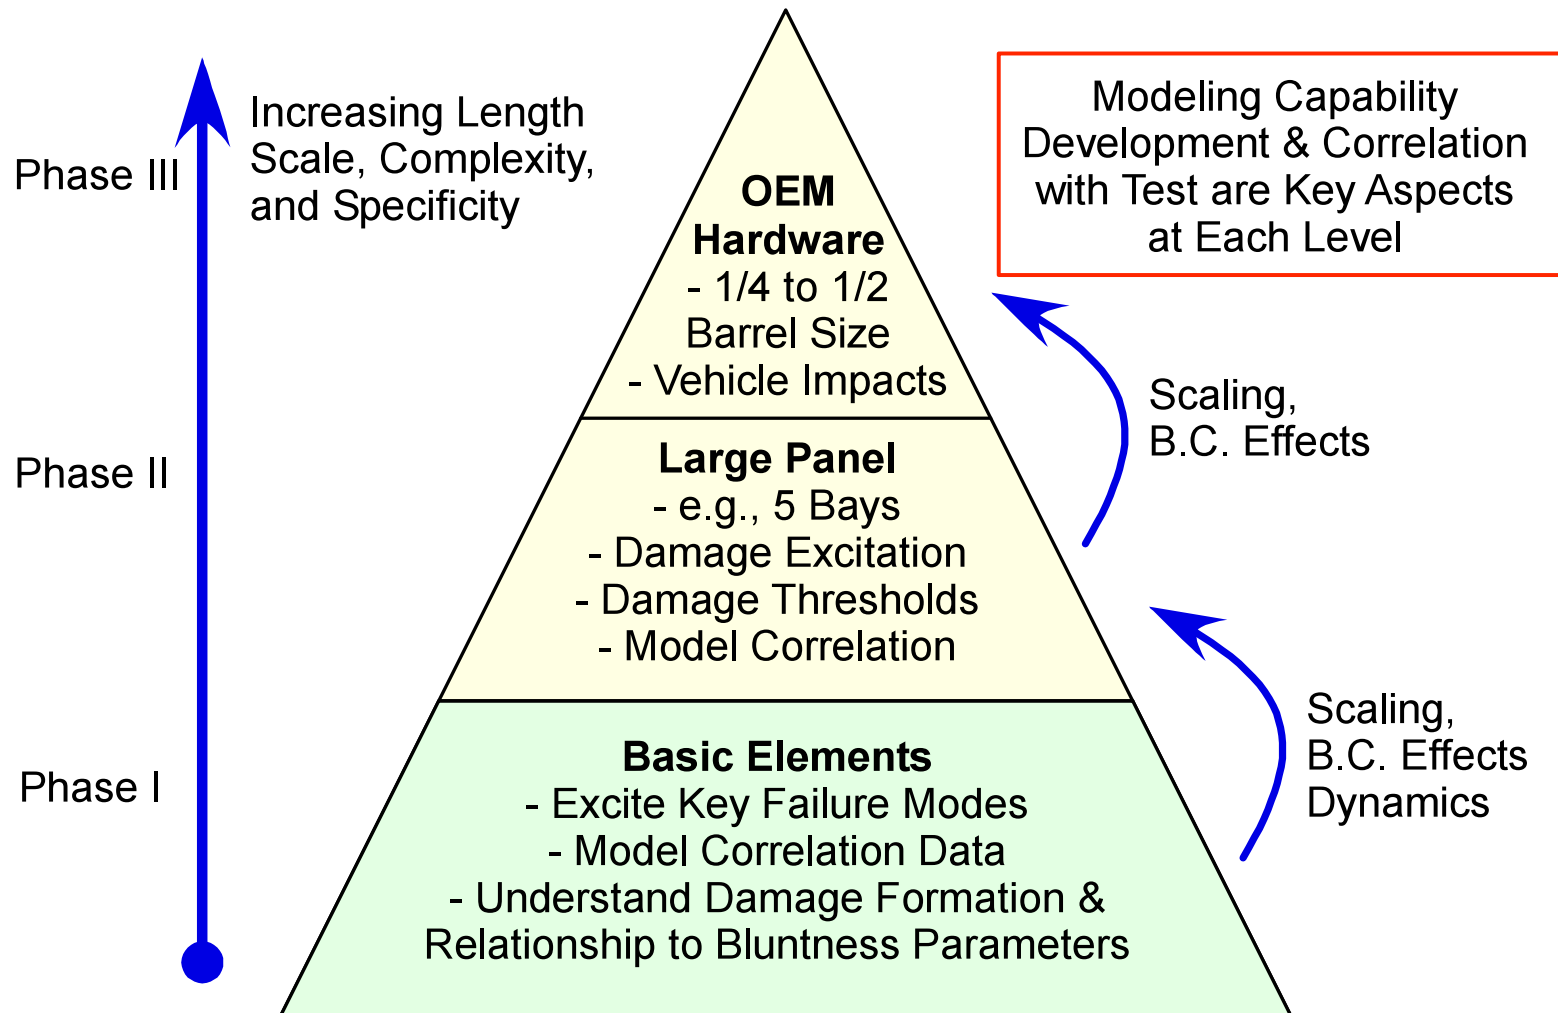 Increasing Length
Scale, Complexity,
and Specificity
Phase III
Phase II
Phase I
OEM
Hardware
- 1/4 to 1/2
Barrel Size
- Vehicle Impacts
Large Panel
- e.g., 5 Bays
- Damage Excitation
- Damage Thresholds
- Model Correlation
Basic Elements
- Excite Key Failure Modes
- Model Correlation Data
- Understand Damage Formation &
Relationship to Bluntness Parameters
Modeling Capability
Development & Correlation
with Test are Key Aspects
at Each Level
Scaling,
B.C. Effects
Scaling,
B.C. Effects
Dynamics